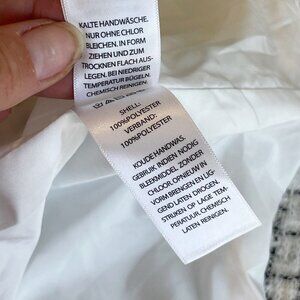 KALTE HANDWÄSCHE.
NUR OHNE CHLOR
BLEICHEN. IN FORM
ZIEHEN UND ZUM
TROCKNEN FLACH AUS-
LEGEN. BEI NIEDRIGER
TEMPERATUR BÜGELN.
CHEMISCH REINIGEN.
SHELL:
100%POLYESTER
VERBAND:
100%POLYESTER
KOUDE HANDWAS.
GEBRUIK INDIEN NODIG
BLEEKMIDDEL ZONDER
CHLOOR. OPNIEUW IN
VORM BRENGEN EN LIG-
GEND LATEN DROGEN.
STRIJKEN OP LAGE TEM-
PERATUUR. CHEMISCH
LATEN REINIGEN.